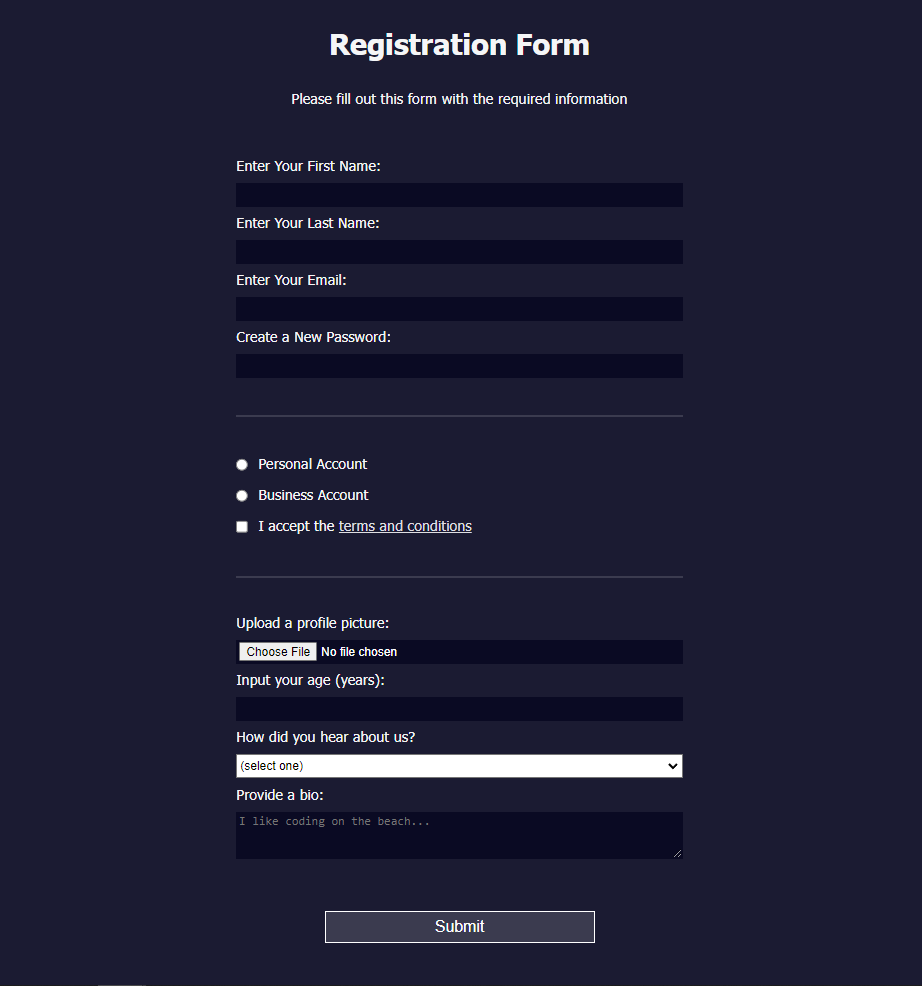 Registration Form
Please fill out this form with the required information
Enter Your First Name:
Enter Your Last Name:
Enter Your Email:
Create a New Password:
Personal Account
Business Account
I accept the terms and conditions
Upload a profile picture:
Choose File No file chosen
Input your age (years):
How did you hear about us?
(select one)
Provide a bio:
I like coding on the beach...
Submit